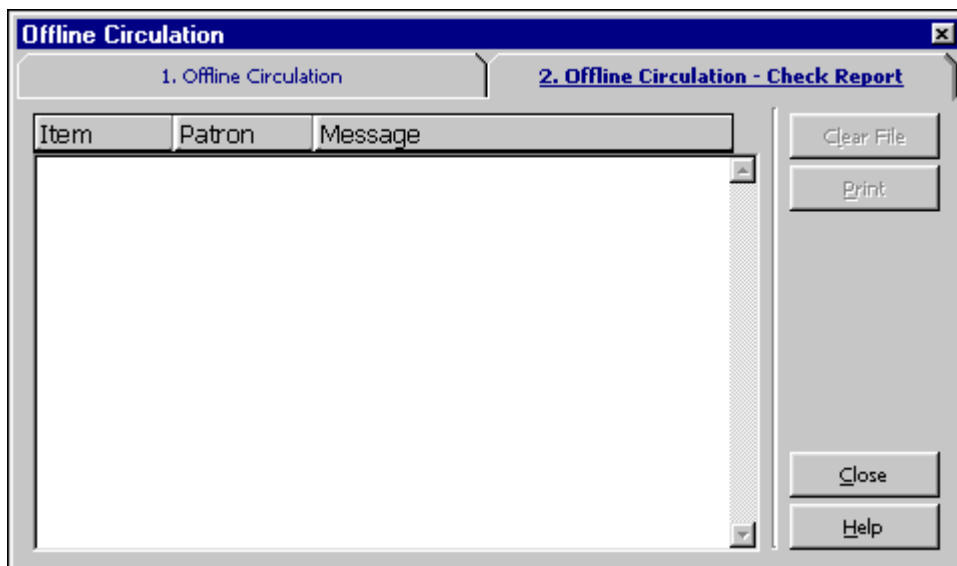 Offline Circulation
1. Offline Circulation
2. Offline Circulation - Check Report
Item Patron Message
Clear File
Print
Close
Help